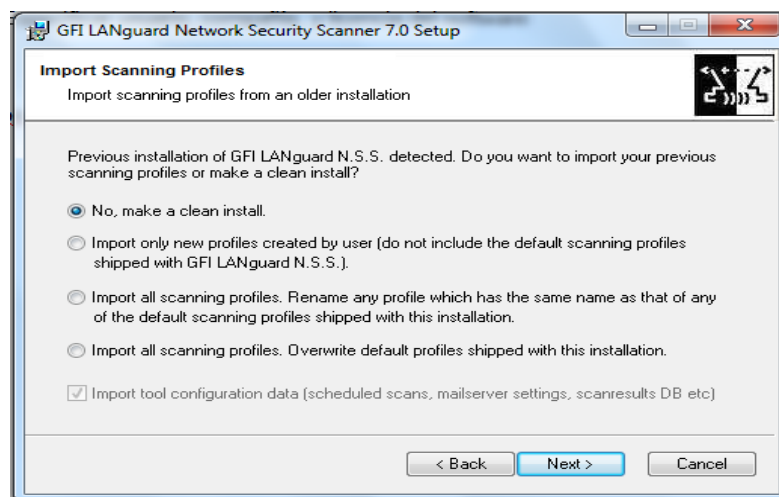 GFI LANguard Network Security Scanner 7.0 Setup
Import Scanning Profiles
Import scanning profiles from an older installation
Previous installation of GFI LANguard N.S.S. detected. Do you want to import your previous
scanning profiles or make a clean install?
No, make a clean install.
Import only new profiles created by user (do not include the default scanning profiles
shipped with GFI LANguard N.S.S.).
Import all scanning profiles. Rename any profile which has the same name as that of any
of the default scanning profiles shipped with this installation.
Import all scanning profiles. Overwrite default profiles shipped with this installation.
Import tool configuration data (scheduled scans, mailserver settings, scanresults DB etc)
< Back Next > Cancel